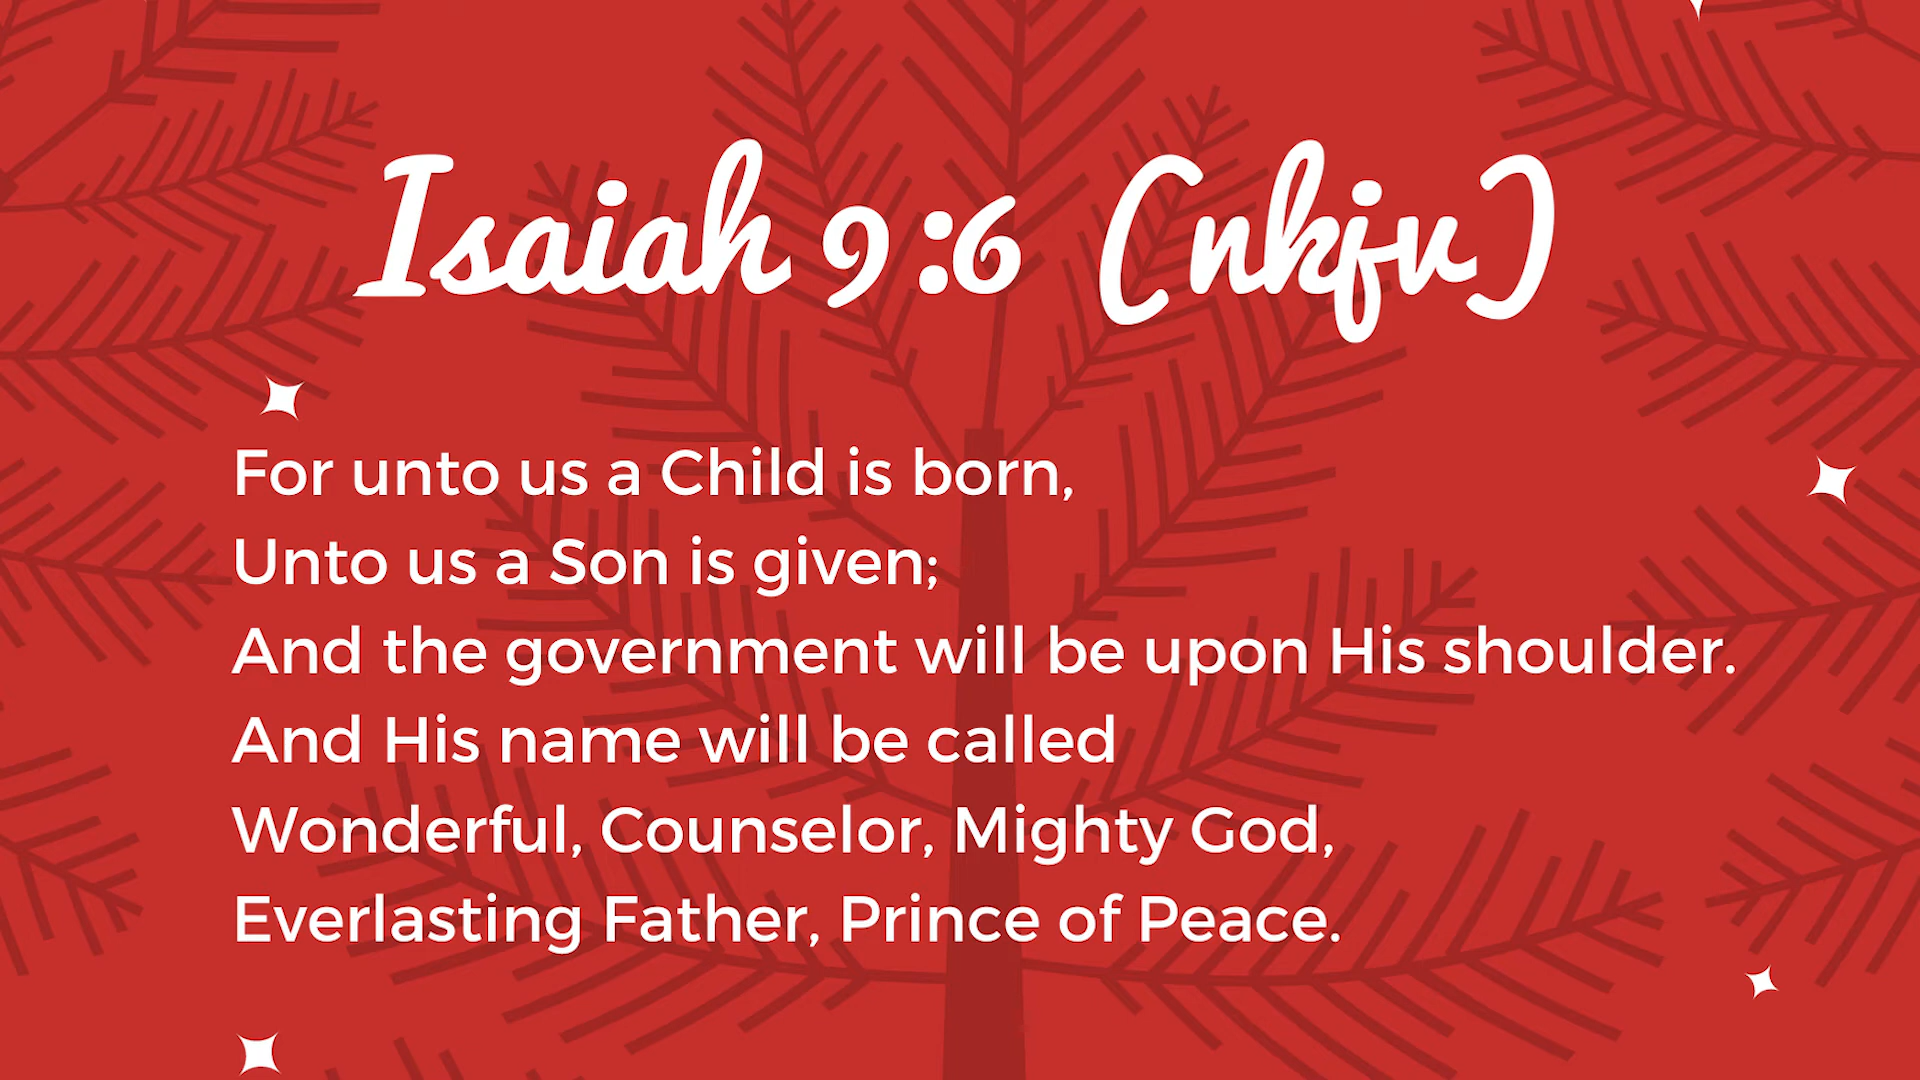 Isaiah 9:6 (nkjv)
For unto us a Child is born,
Unto us a Son is given;
And the government will be upon His shoulder.
And His name will be called
Wonderful, Counselor, Mighty God,
Everlasting Father, Prince of Peace.